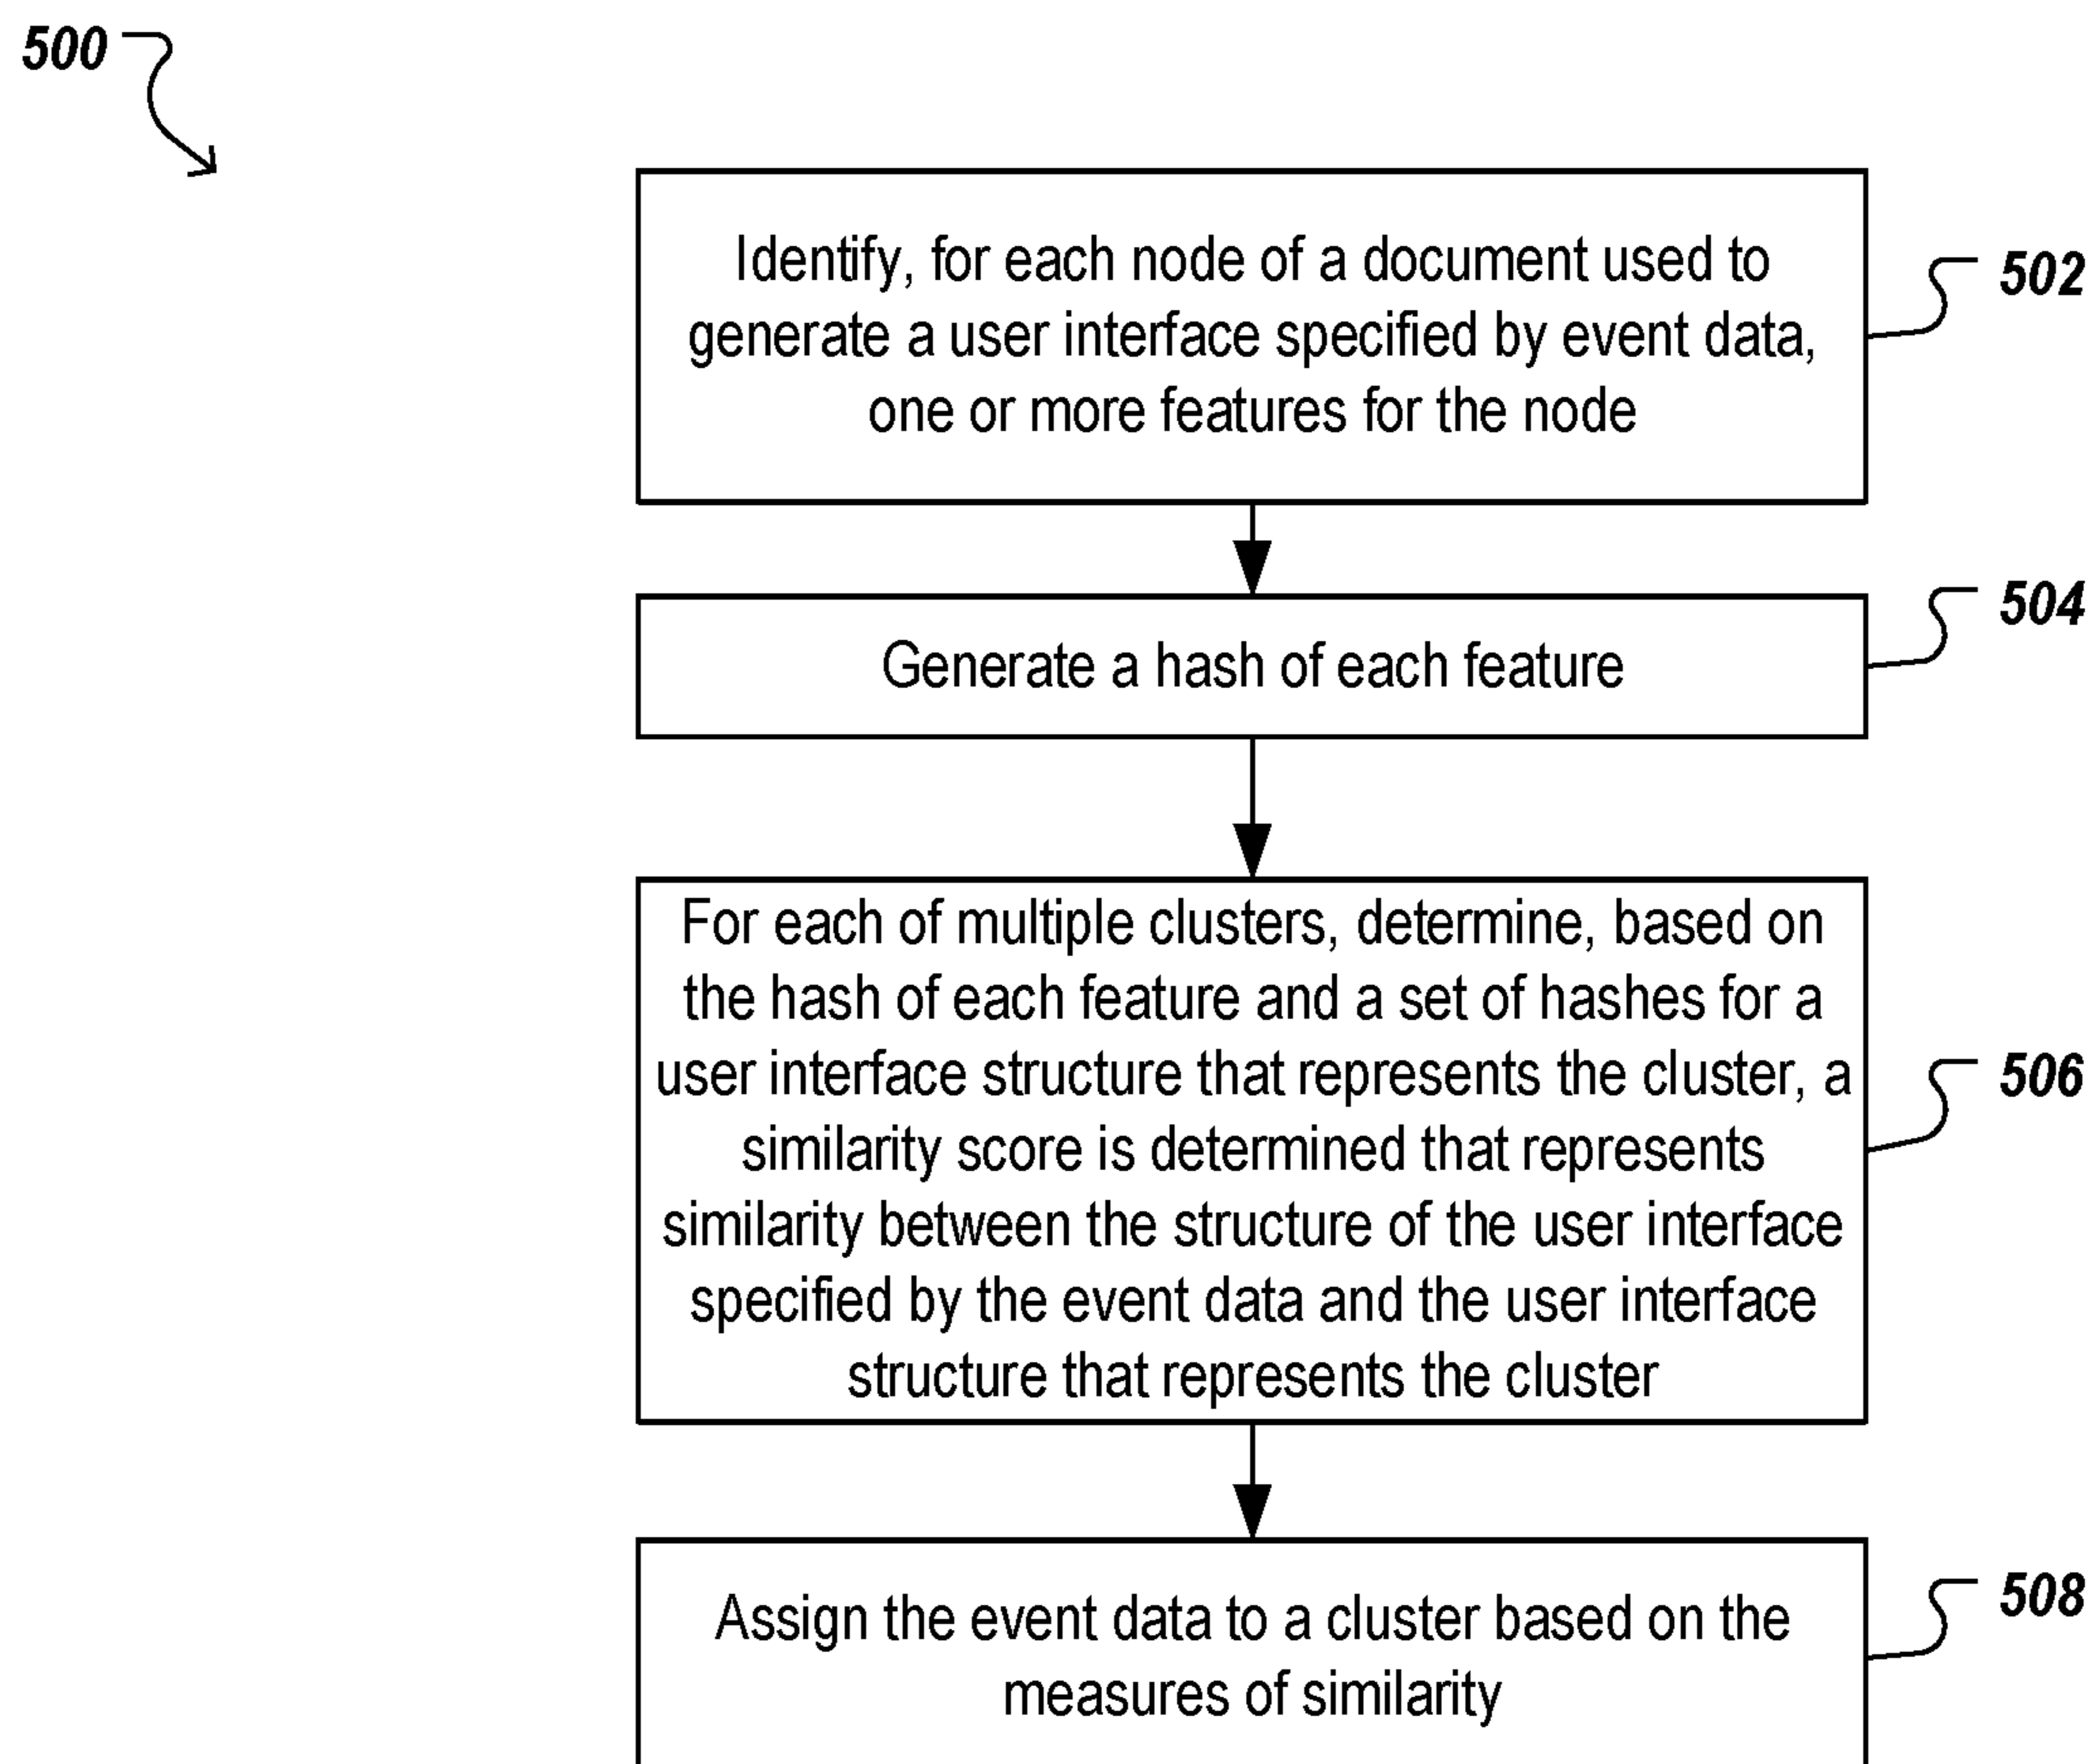 500
Identify, for each node of a document used to
generate a user interface specified by event data,
one or more features for the node
502
Generate a hash of each feature
504
For each of multiple clusters, determine, based on
the hash of each feature and a set of hashes for a
user interface structure that represents the cluster, a
similarity score is determined that represents
similarity between the structure of the user interface
specified by the event data and the user interface
structure that represents the cluster
506
Assign the event data to a cluster based on the
measures of similarity
508